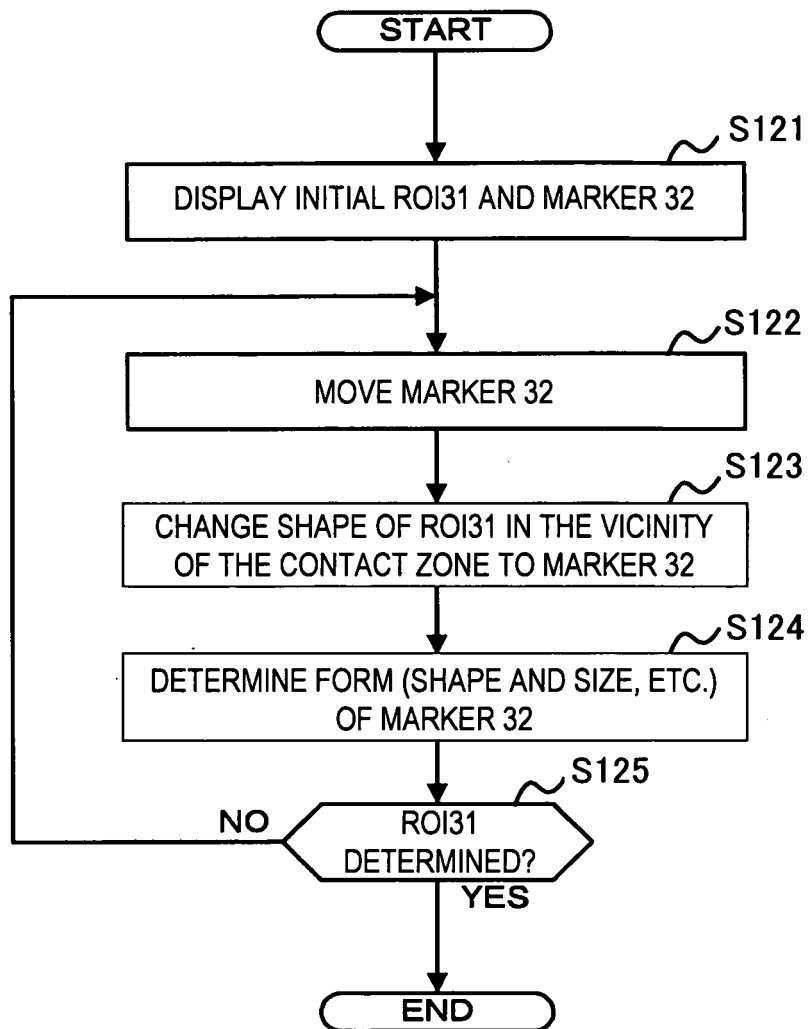 START
S121
DISPLAY INITIAL ROI31 AND MARKER 32
S122
MOVE MARKER 32
S123
CHANGE SHAPE OF ROI31 IN THE VICINITY
OF THE CONTACT ZONE TO MARKER 32
S124
DETERMINE FORM (SHAPE AND SIZE, ETC.)
OF MARKER 32
S125
NO
ROI31
DETERMINED?
YES
END